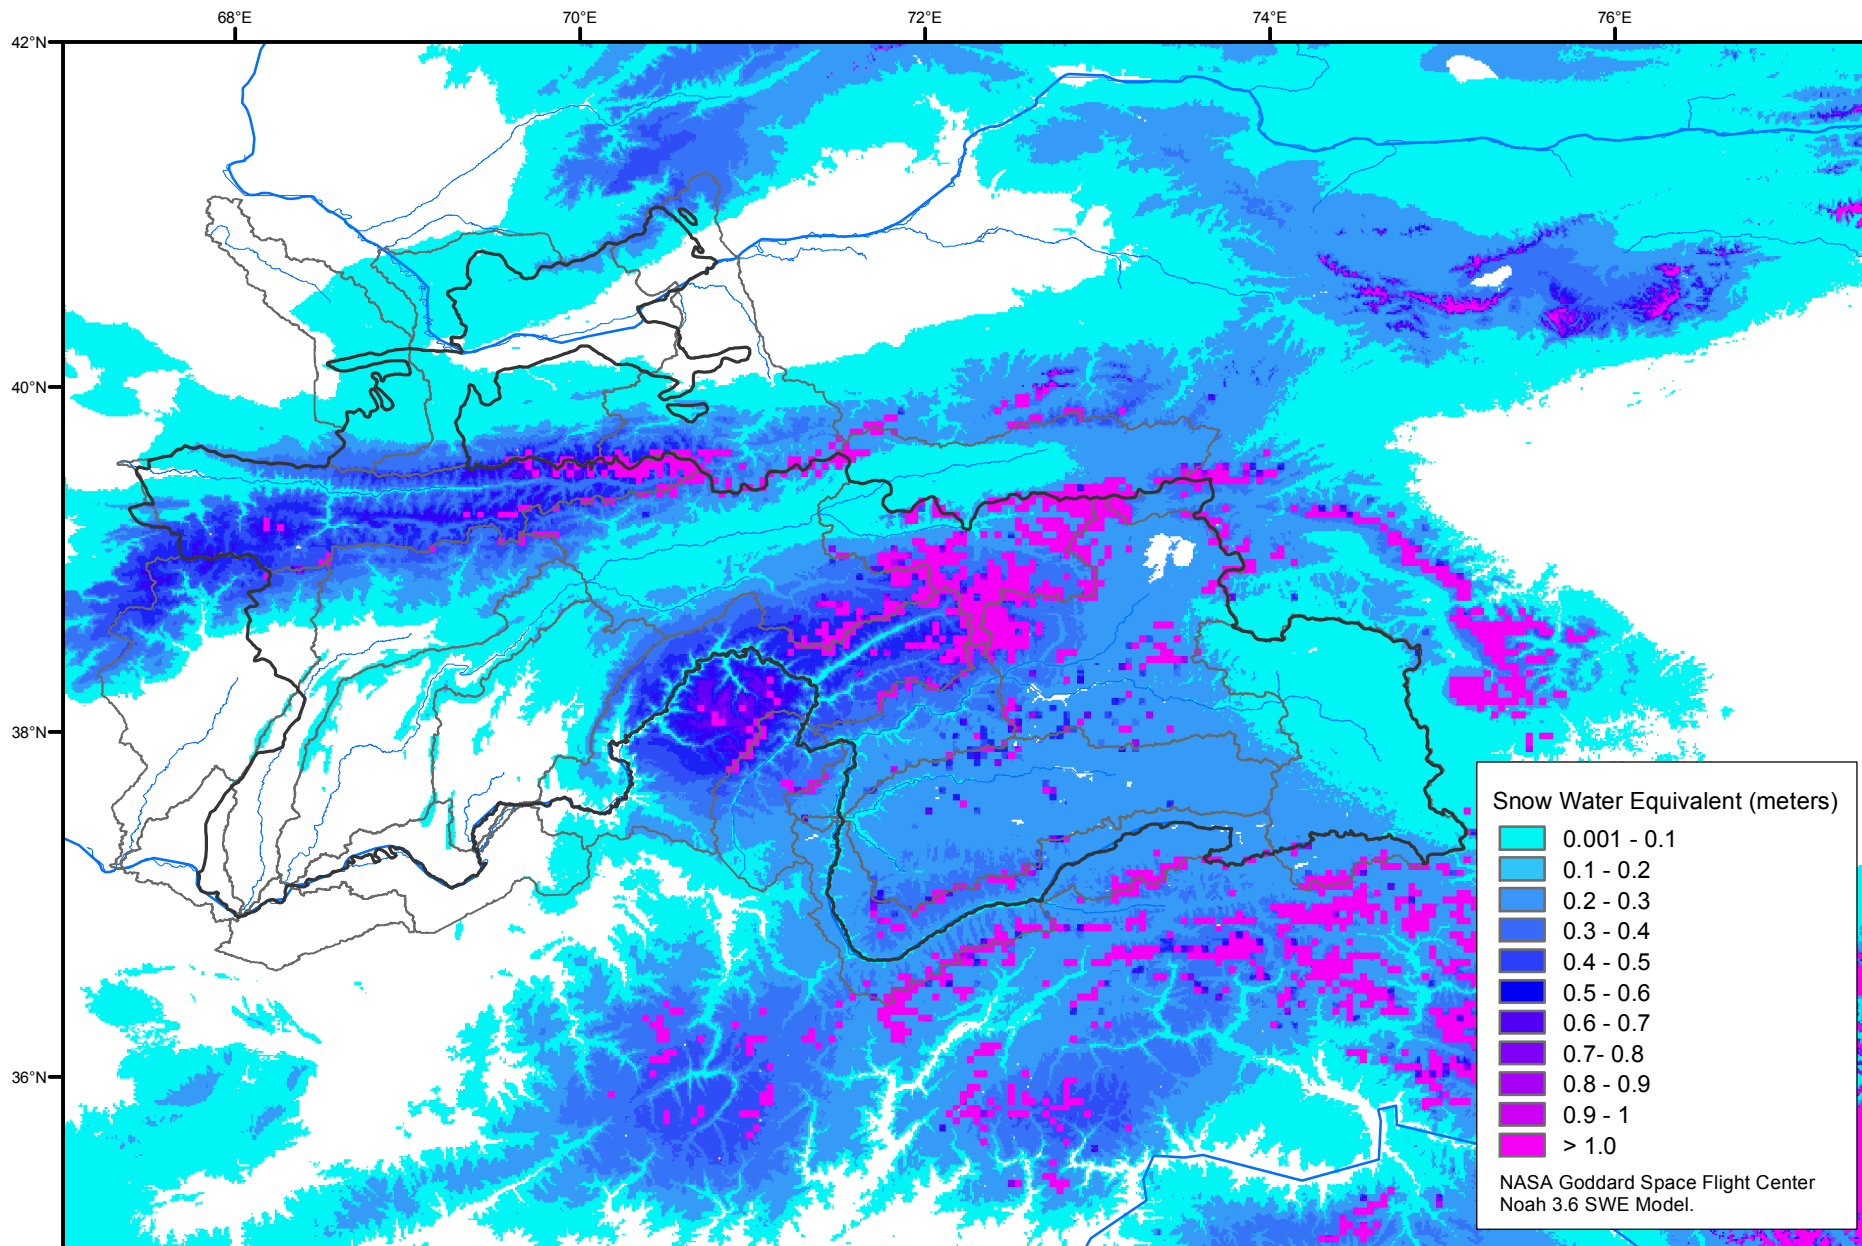 68°E 70°E 72°E 74°E 76°E
42°N
40°N
38°N
36°N
Snow Water Equivalent (meters)
0.001 - 0.1
0.1 - 0.2
0.2 - 0.3
0.3 - 0.4
0.4 - 0.5
0.5 - 0.6
0.6 - 0.7
0.7- 0.8
0.8 - 0.9
0.9 - 1
> 1.0
NASA Goddard Space Flight Center
Noah 3.6 SWE Model.